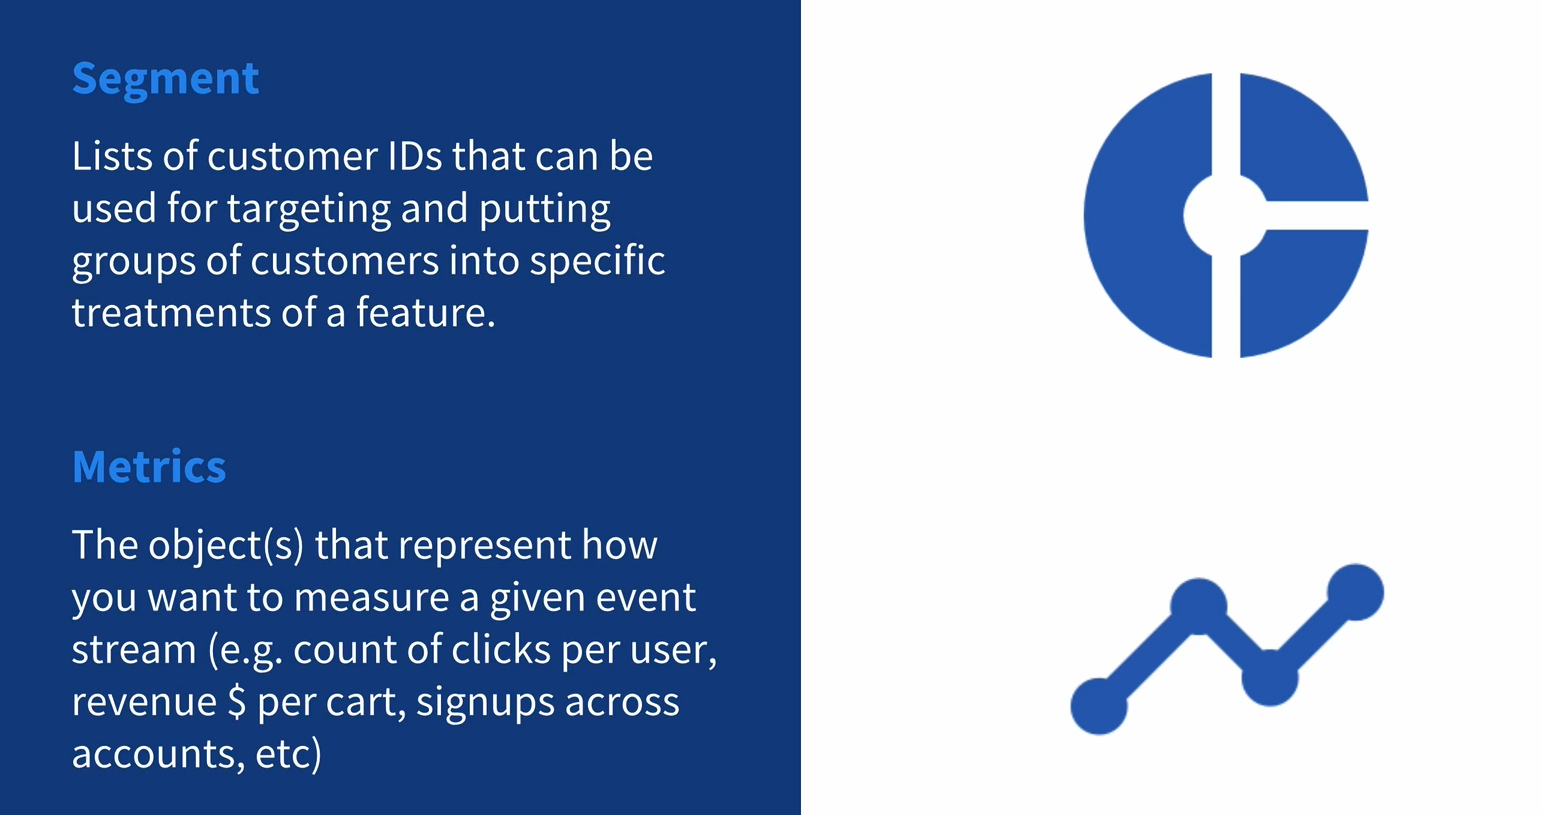 Segment
Lists of customer IDs that can be
used for targeting and putting
groups of customers into specific
treatments of a feature.
Metrics
The object(s) that represent how
you want to measure a given event
stream (e.g. count of clicks per user,
revenue $ per cart, signups across
accounts, etc)